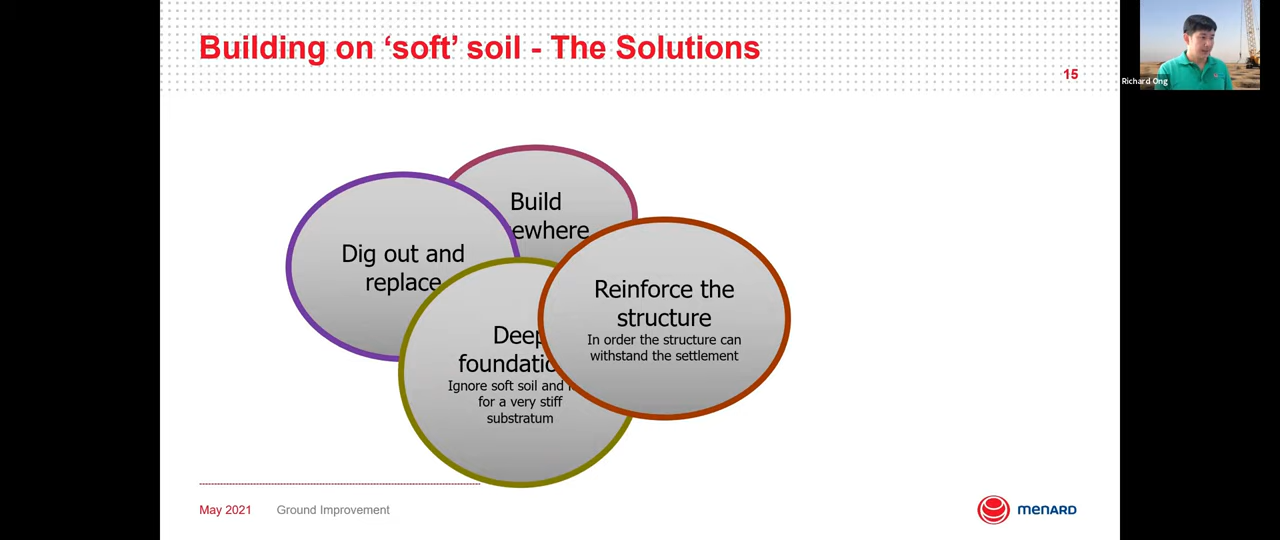 Building on ‘soft’ soil - The Solutions
15
Richard Ong
Build
ewhere
Dig out and
replace
Reinforce the
structure
In order the structure can
withstand the settlement
Deep
foundatio
Ignore soft soil and
for a very stiff
substratum
May 2021
Ground Improvement
MENARD